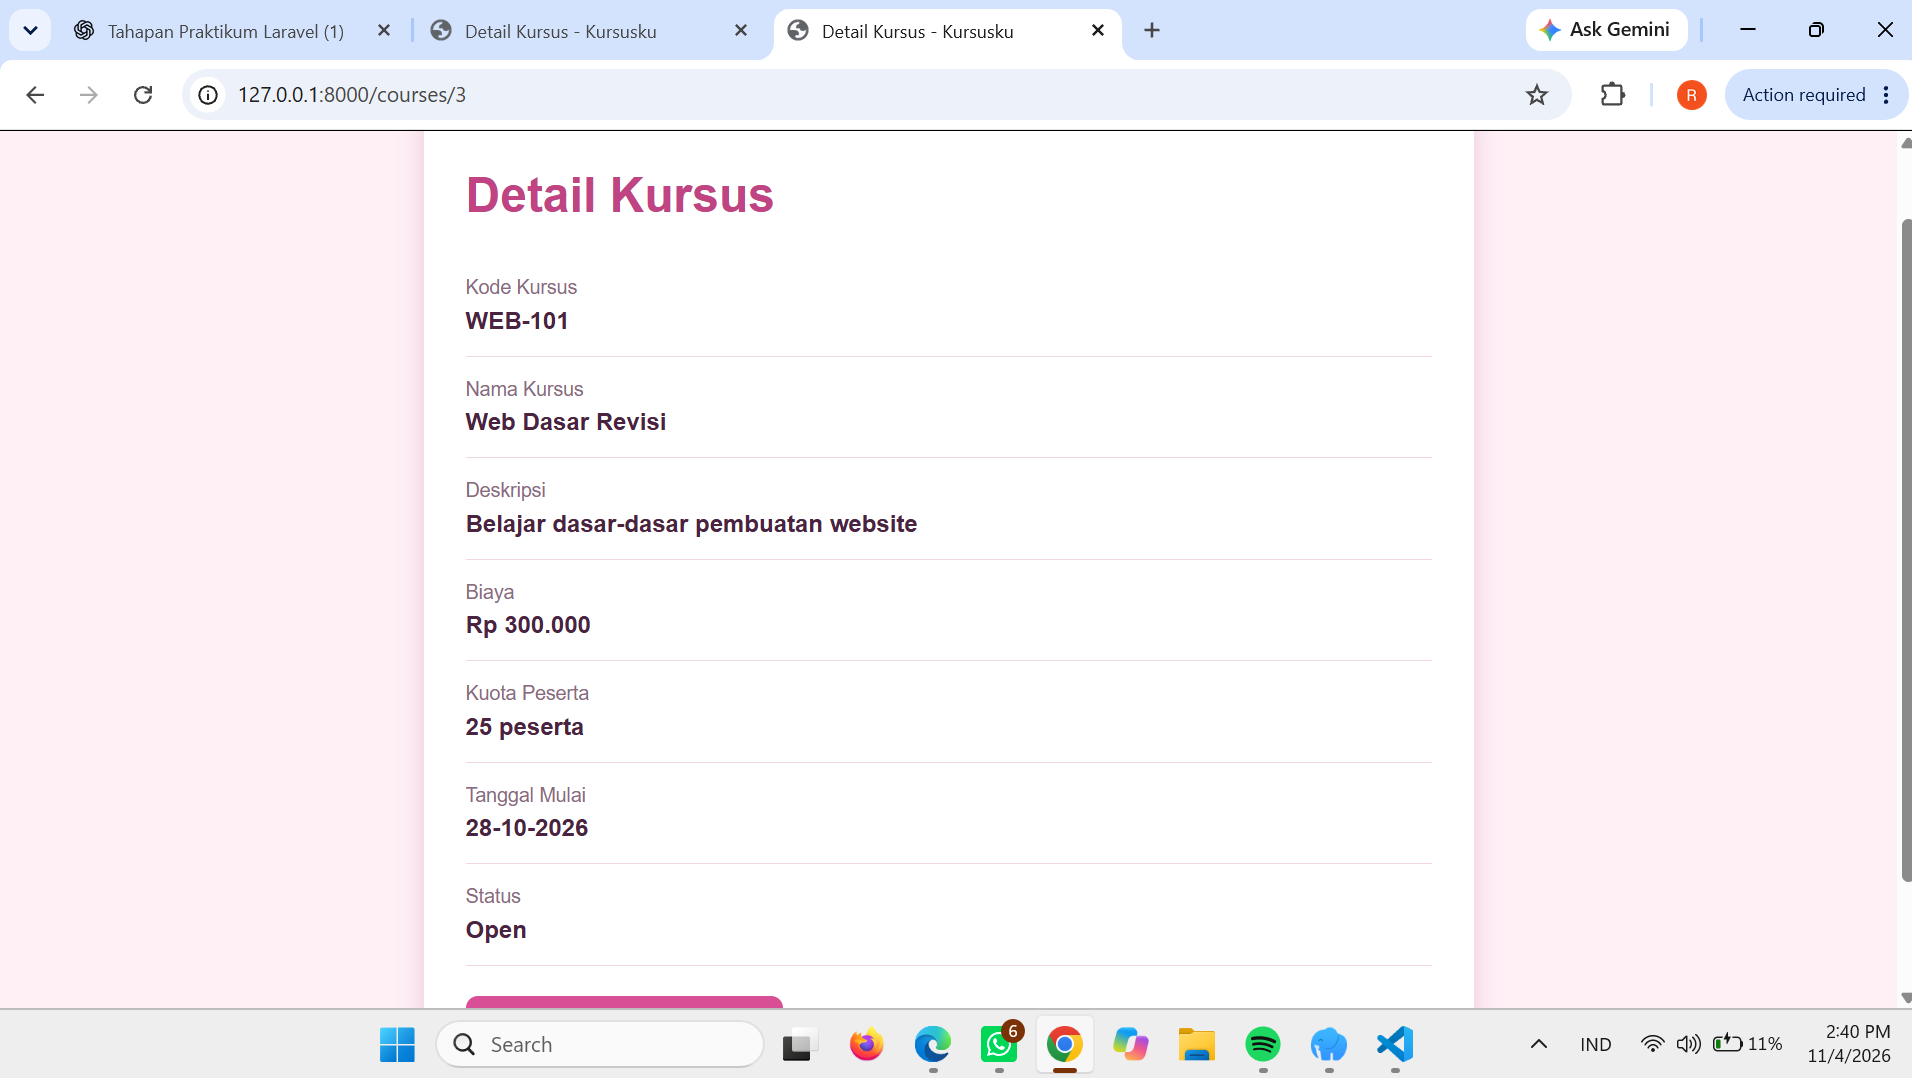 Tahapan Praktikum Laravel (1)
Detail Kursus - Kursusku
Detail Kursus - Kursusku
Ask Gemini
127.0.0.1:8000/courses/3
R
Action required
Detail Kursus
Kode Kursus
WEB-101
Nama Kursus
Web Dasar Revisi
Deskripsi
Belajar dasar-dasar pembuatan website
Biaya
Rp 300.000
Kuota Peserta
25 peserta
Tanggal Mulai
28-10-2026
Status
Open
Search
6
IND
11%
2:40 PM
11/4/2026